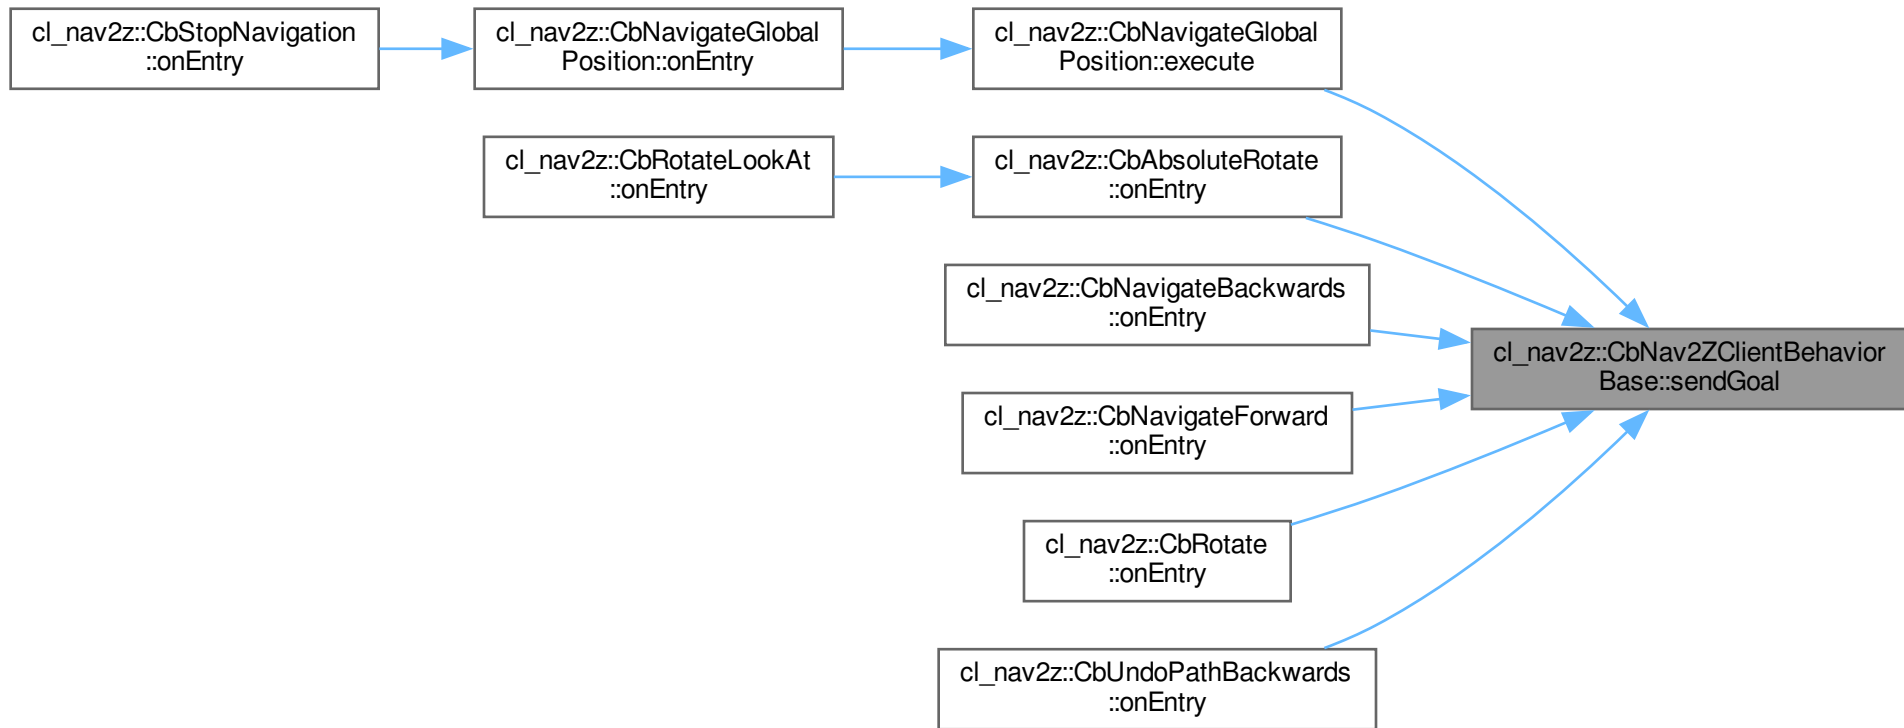 cl_nav2z::CbStopNavigation
::onEntry
cl_nav2z::CbNavigateGlobal
Position::onEntry
cl_nav2z::CbNavigateGlobal
Position::execute
cl_nav2z::CbRotateLookAt
::onEntry
cl_nav2z::CbAbsoluteRotate
::onEntry
cl_nav2z::CbNavigateBackwards
::onEntry
cl_nav2z::CbNav2ZClientBehavior
Base::sendGoal
cl_nav2z::CbNavigateForward
::onEntry
cl_nav2z::CbRotate
::onEntry
cl_nav2z::CbUndoPathBackwards
::onEntry